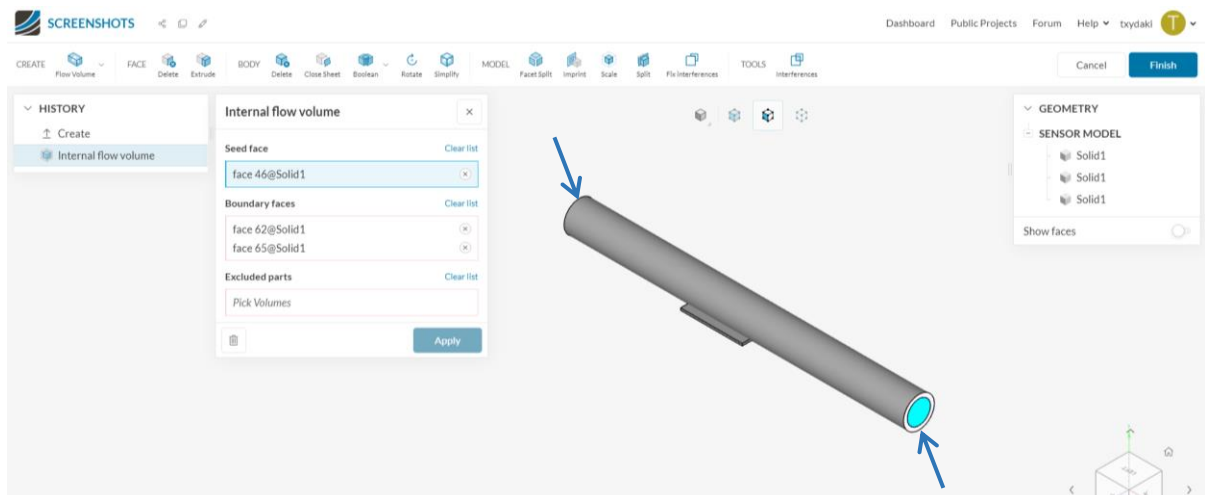 SCREENSHOTS
Dashboard Public Projects Forum Help txydaki T
CREATE Flow Volume FACE Delete Extrude BODY Delete Close Sheet Boolean Rotate Simplify MODEL Facet Split Imprint Scale Split Fix Interferences TOOLS Interferences Cancel Finish
HISTORY
Create
Internal flow volume
Internal flow volume
Seed face Clear list
face 46@Solid1
Boundary faces Clear list
face 62@Solid1
face 65@Solid1
Excluded parts Clear list
Pick Volumes
Apply
GEOMETRY
SENSOR MODEL
Solid1
Solid1
Solid1
Show faces